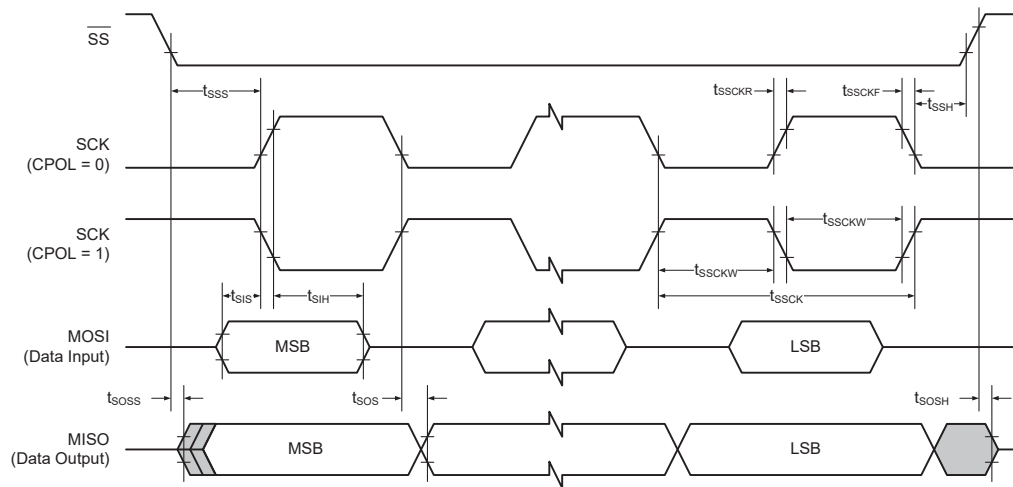 SS
tSSS
tSSCKR
tSSCKF
tSSH
SCK
(CPOL = 0)
SCK
(CPOL = 1)
tSSCKW
tSSCKW
tSSCK
tSIS
tSIH
MOSI
(Data Input)
MSB
LSB
tSOSS
tSOS
tSOSH
MISO
(Data Output)
MSB
LSB